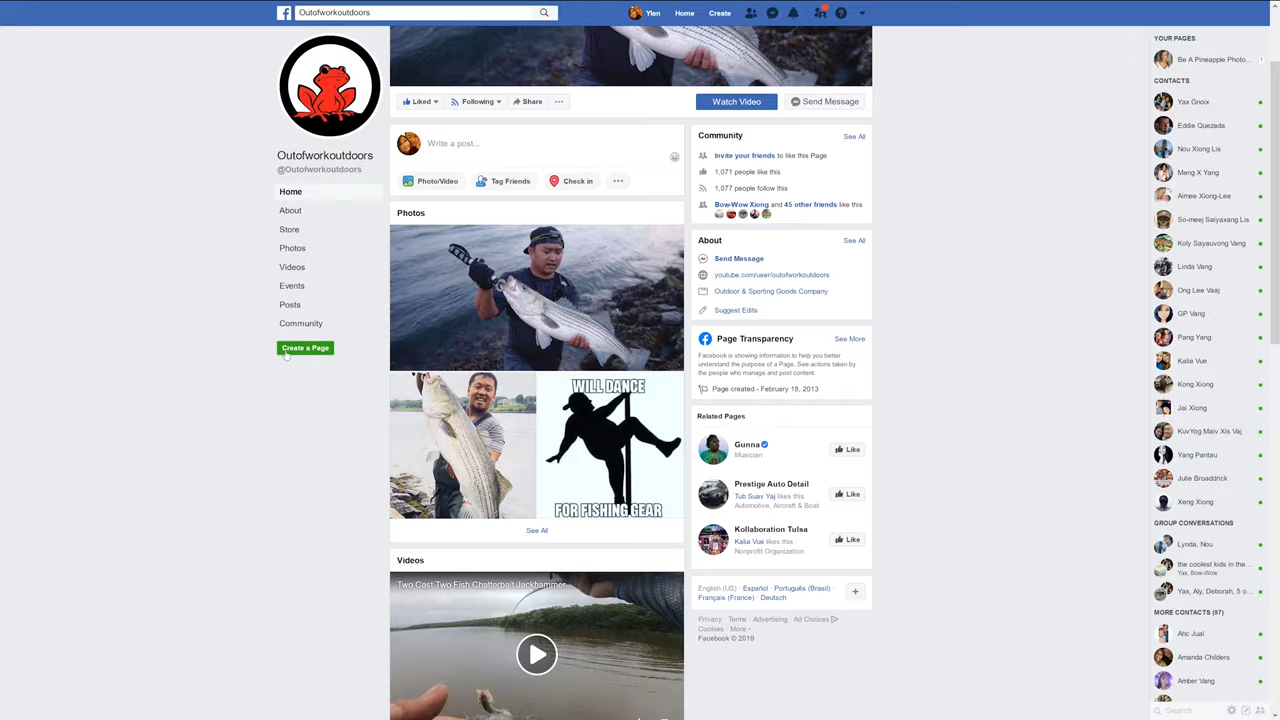 Outofworkoutdoors
Ylan
Home
Create
Outofworkoutdoors
@Outofworkoutdoors
Home
About
Store
Photos
Videos
Events
Posts
Community
Create a Page
Liked
Following
Share
Watch Video
Send Message
Write a post...
Photo/Video
Tag Friends
Check in
Photos
WILL DANCE
FOR FISHING GEAR
See All
Videos
Two Cast Two Fish Chatterbait Jackhammer
Community
See All
Invite your friends to like this Page
1,071 people like this
1,077 people follow this
Bow-Wow Xiong and 45 other friends like this
About
See All
Send Message
youtube.com/user/outofworkoutdoors
Outdoor & Sporting Goods Company
Suggest Edits
Page Transparency
See More
Facebook is showing information to help you better
understand the purpose of a Page. See actions taken
by the people who manage and post content.
Page created - February 18, 2013
Related Pages
Gunna
Musician
Like
Prestige Auto Detail
Tub Suav Yaj likes this
Automotive, Aircraft & Boat
Like
Kollaboration Tulsa
Kalia Vue likes this
Nonprofit Organization
Like
English (US) · Español · Português (Brasil) ·
Français (France) · Deutsch
Privacy · Terms · Advertising · Ad Choices
Cookies · More
Facebook © 2019
YOUR PAGES
Be A Pineapple Photo...
1
CONTACTS
Yax Gnoix
Eddie Quezada
Nou Xiong Lis
Meng X Yang
Aimee Xiong-Lee
So-meej Saiyaxang Lis
Koly Sayauvong Vang
Linda Vang
Ong Lee Vaaj
GP Vang
Pang Yang
Kalia Vue
Kong Xiong
Jai Xiong
KuvYog Maiv Xis Vaj
Yang Pantau
Julie Broaddrick
Xeng Xiong
GROUP CONVERSATIONS
Lynda, Nou
the coolest kids in the...
Yax, Bow-Wow
Yax, Aly, Deborah, 5 o...
MORE CONTACTS (97)
Ahc Jual
Amanda Childers
Amber Vang
Search